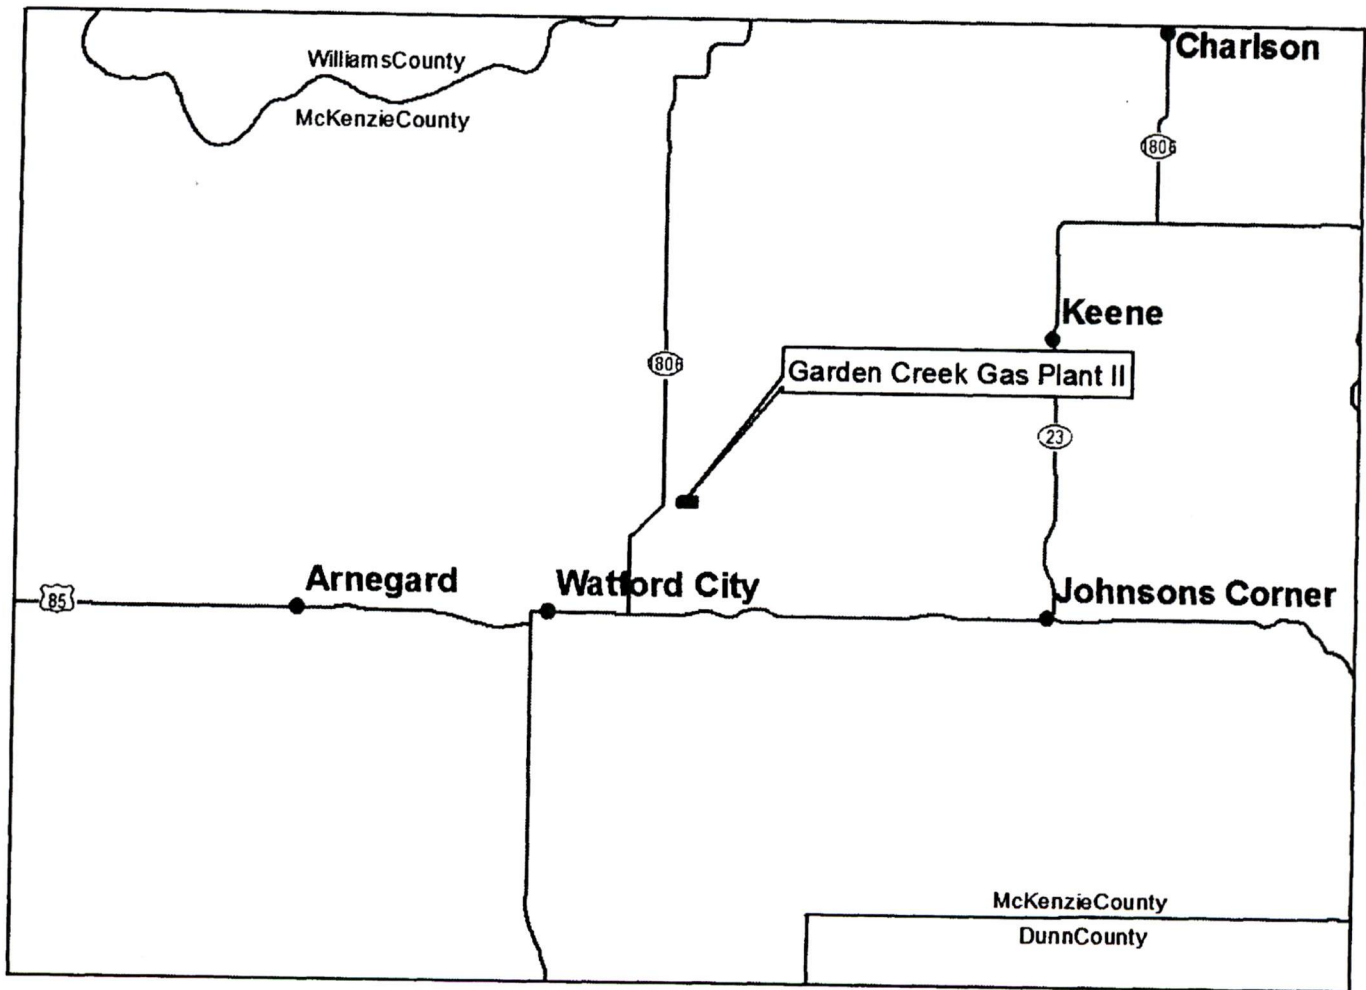 Charlson
WilliamsCounty
McKenzieCounty
1806
Keene
1806
Garden Creek Gas Plant II
23
Arnegard
Watford City
Johnsons Corner
85
McKenzieCounty
DunnCounty